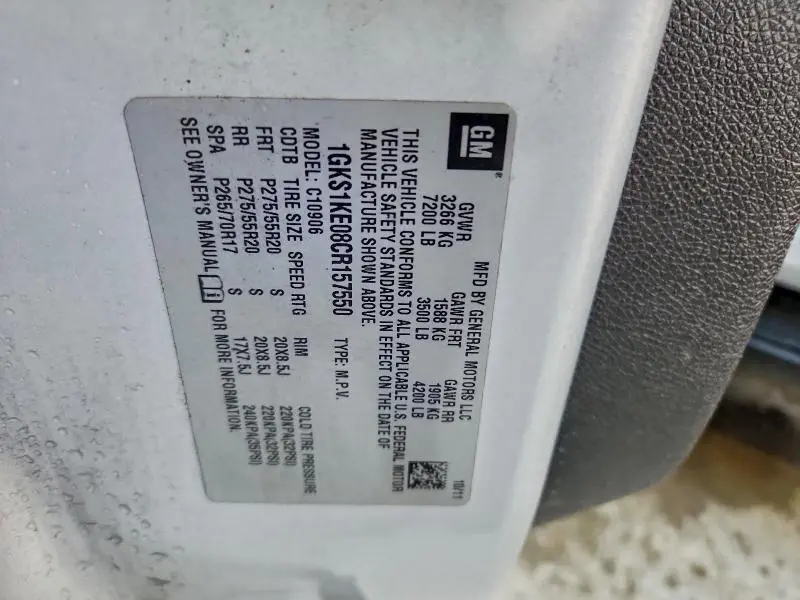 GM ®
MFD BY GENERAL MOTORS LLC 10/11
GVWR GAWR FRT GAWR RR
3266 KG 1588 KG 1905 KG
7200 LB 3500 LB 4200 LB
THIS VEHICLE CONFORMS TO ALL APPLICABLE U.S. FEDERAL MOTOR
VEHICLE SAFETY STANDARDS IN EFFECT ON THE DATE OF
MANUFACTURE SHOWN ABOVE.
1GKS1KE08CR157550 TYPE: M.P.V.
MODEL: C10906
CDTB TIRE SIZE SPEED RTG RIM COLD TIRE PRESSURE
FRT P275/55R20 S 20X8.5J 220KPA(32PSI)
RR P275/55R20 S 20X8.5J 220KPA(32PSI)
SPA P265/70R17 S 17X7.5J 240KPA(35PSI)
SEE OWNER'S MANUAL i FOR MORE INFORMATION.